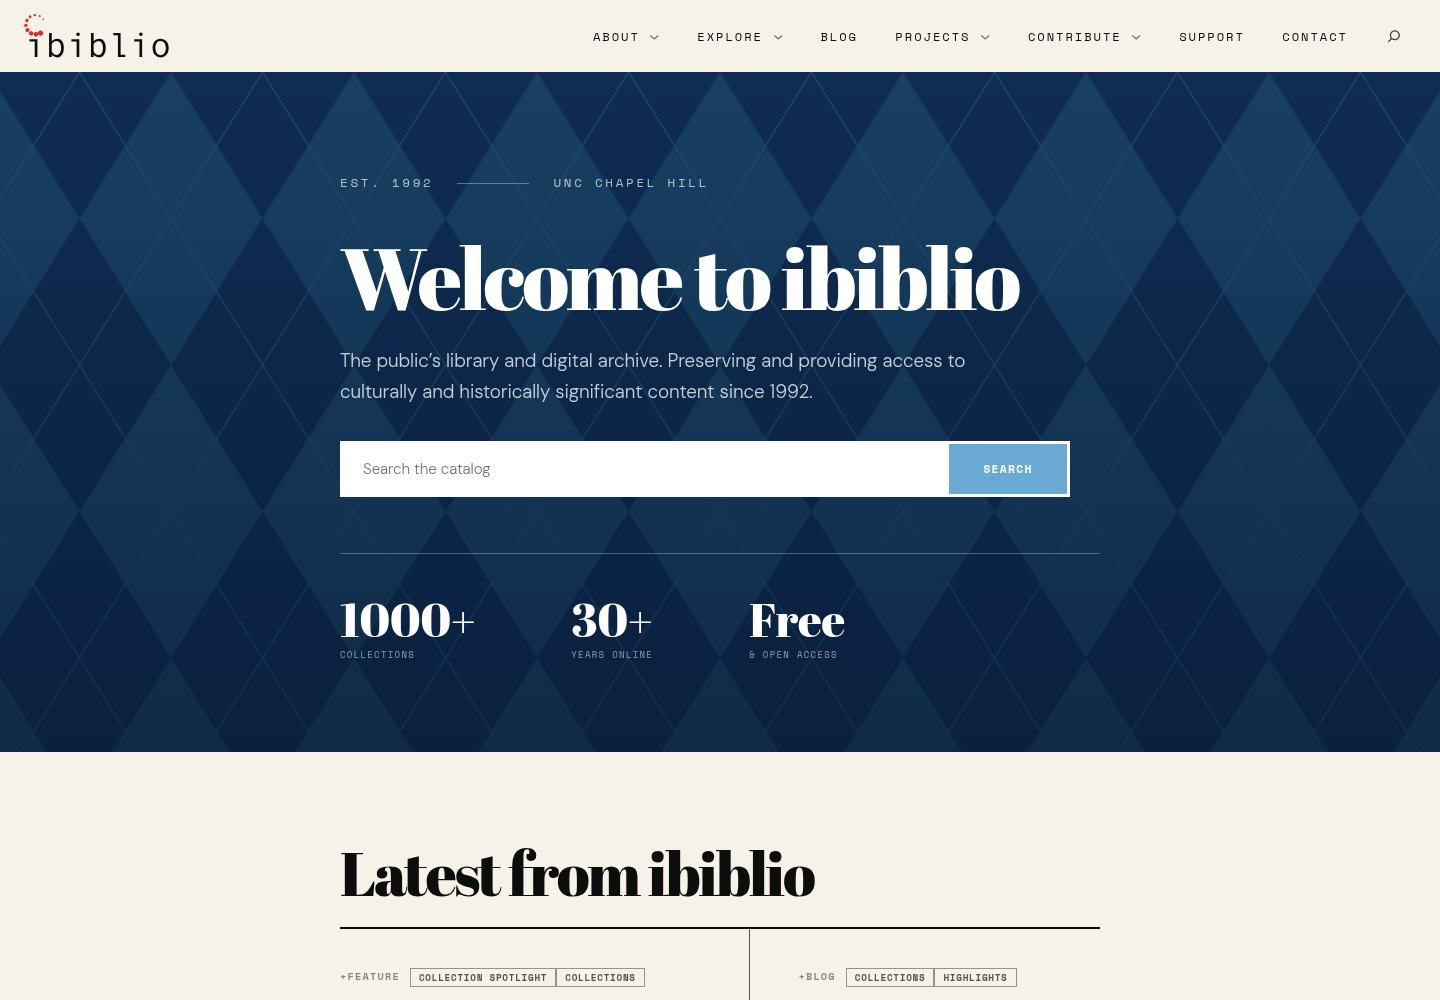 ibiblio
ABOUT EXPLORE BLOG PROJECTS CONTRIBUTE SUPPORT CONTACT
EST. 1992 UNC CHAPEL HILL
Welcome to ibiblio
The public’s library and digital archive. Preserving and providing access to
culturally and historically significant content since 1992.
Search the catalog SEARCH
1000+ 30+ Free
COLLECTIONS YEARS ONLINE & OPEN ACCESS
Latest from ibiblio
+FEATURE COLLECTION SPOTLIGHT COLLECTIONS +BLOG COLLECTIONS HIGHLIGHTS